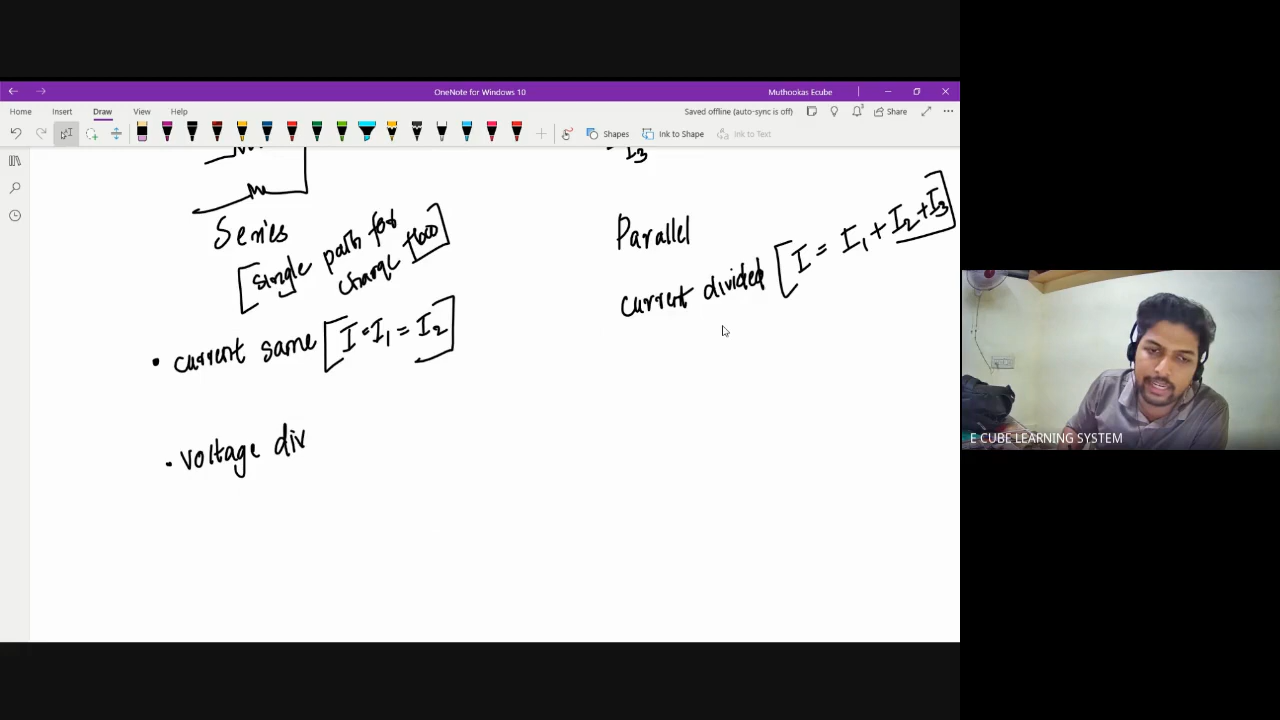 OneNote for Windows 10
Muthookas Ecube
Home Insert Draw View Help
Saved offline (auto-sync is off)
3
Share
Shapes
Ink to Shape
Ink to Text
I3
Series
[single path for
charge flow]
• current same [I = I1 = I2]
• voltage div
Parallel
current divided [I = I1 + I2 + I3]
E CUBE LEARNING SYSTEM